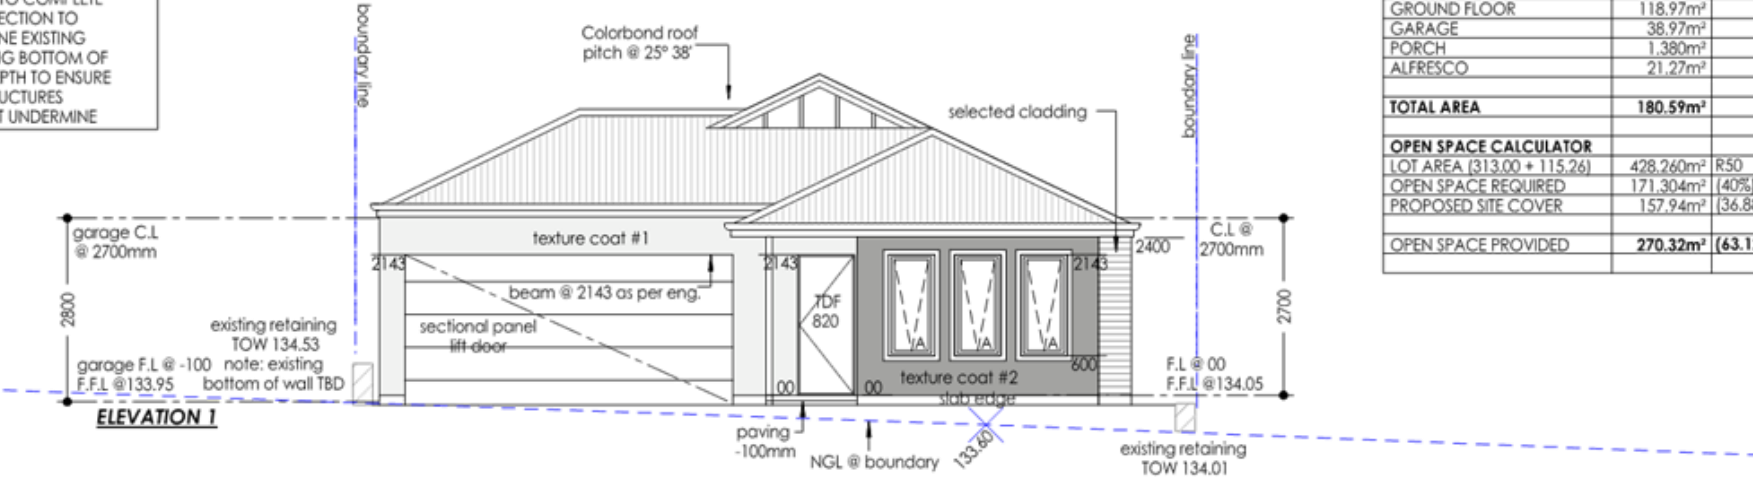 TO COMPLETE
ECTION TO
NE EXISTING
G BOTTOM OF
PTH TO ENSURE
UCTURES
T UNDERMINE
boundary line
Colorbond roof
pitch @ 25° 38'
selected cladding
boundary line
garage C.L
@ 2700mm
2800
texture coat #1
2143
2143
2143
2400
C.L @
2700mm
2700
beam @ 2143 as per eng.
sectional panel
lift door
TDF
820
existing retaining
TOW 134.53
note: existing
bottom of wall TBD
garage F.L @ -100
F.F.L @133.95
00
00
A
A
A
600
texture coat #2
slab edge
F.L @ 00
F.F.L @134.05
ELEVATION 1
paving
-100mm
NGL @ boundary
133.60
existing retaining
TOW 134.01
GROUND FLOOR 118.97m²
GARAGE 38.97m²
PORCH 1.380m²
ALFRESCO 21.27m²
TOTAL AREA 180.59m²
OPEN SPACE CALCULATOR
LOT AREA (313.00 + 115.26) 428.260m² R50
OPEN SPACE REQUIRED 171.304m² (40%
PROPOSED SITE COVER 157.94m² (36.8
OPEN SPACE PROVIDED 270.32m² (63.1